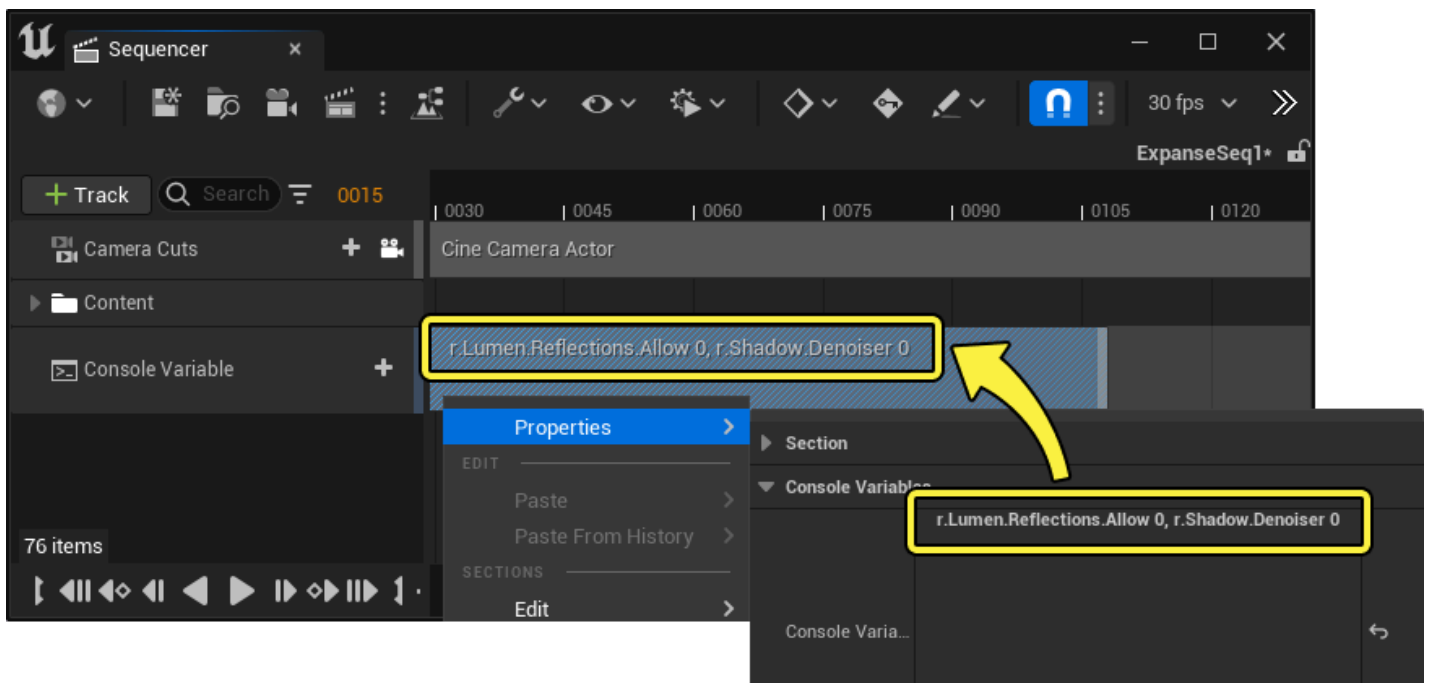 Sequencer
30 fps
ExpanseSeq1*
Track
Search
0015
0030
0045
0060
0075
0090
0105
0120
Camera Cuts
Cine Camera Actor
Content
Console Variable
r.Lumen.Reflections.Allow 0, r.Shadow.Denoiser 0
Properties
EDIT
Paste
Paste From History
SECTIONS
Edit
76 items
Section
Console Variables
r.Lumen.Reflections.Allow 0, r.Shadow.Denoiser 0
Console Varia...